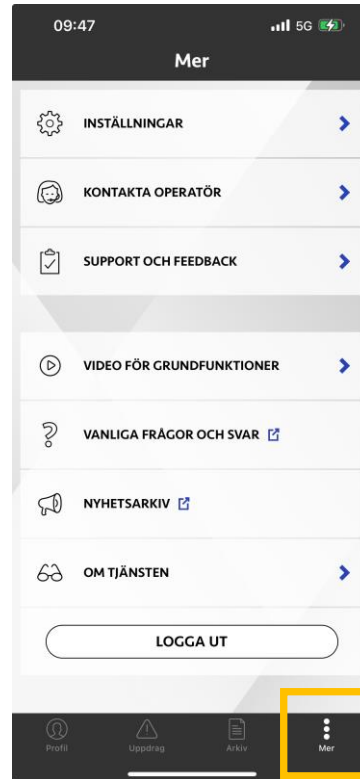 09:47
5G
Mer
INSTÄLLNINGAR
KONTAKTA OPERATÖR
SUPPORT OCH FEEDBACK
VIDEO FÖR GRUNDFUNKTIONER
VANLIGA FRÅGOR OCH SVAR
NYHETSARKIV
OM TJÄNSTEN
LOGGA UT
Profil
Uppdrag
Arkiv
Mer